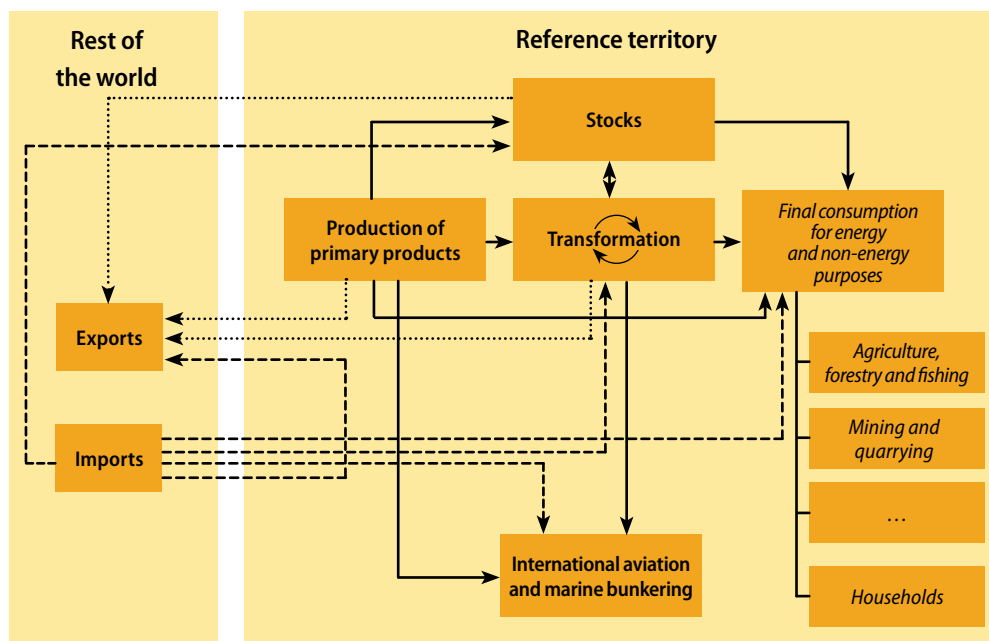 Rest of
the world
Reference territory
Stocks
Production of
primary products
Transformation
Final consumption
for energy
and non-energy
purposes
Exports
Agriculture,
forestry and fishing
Imports
Mining and
quarrying
...
International aviation
and marine bunkering
Households